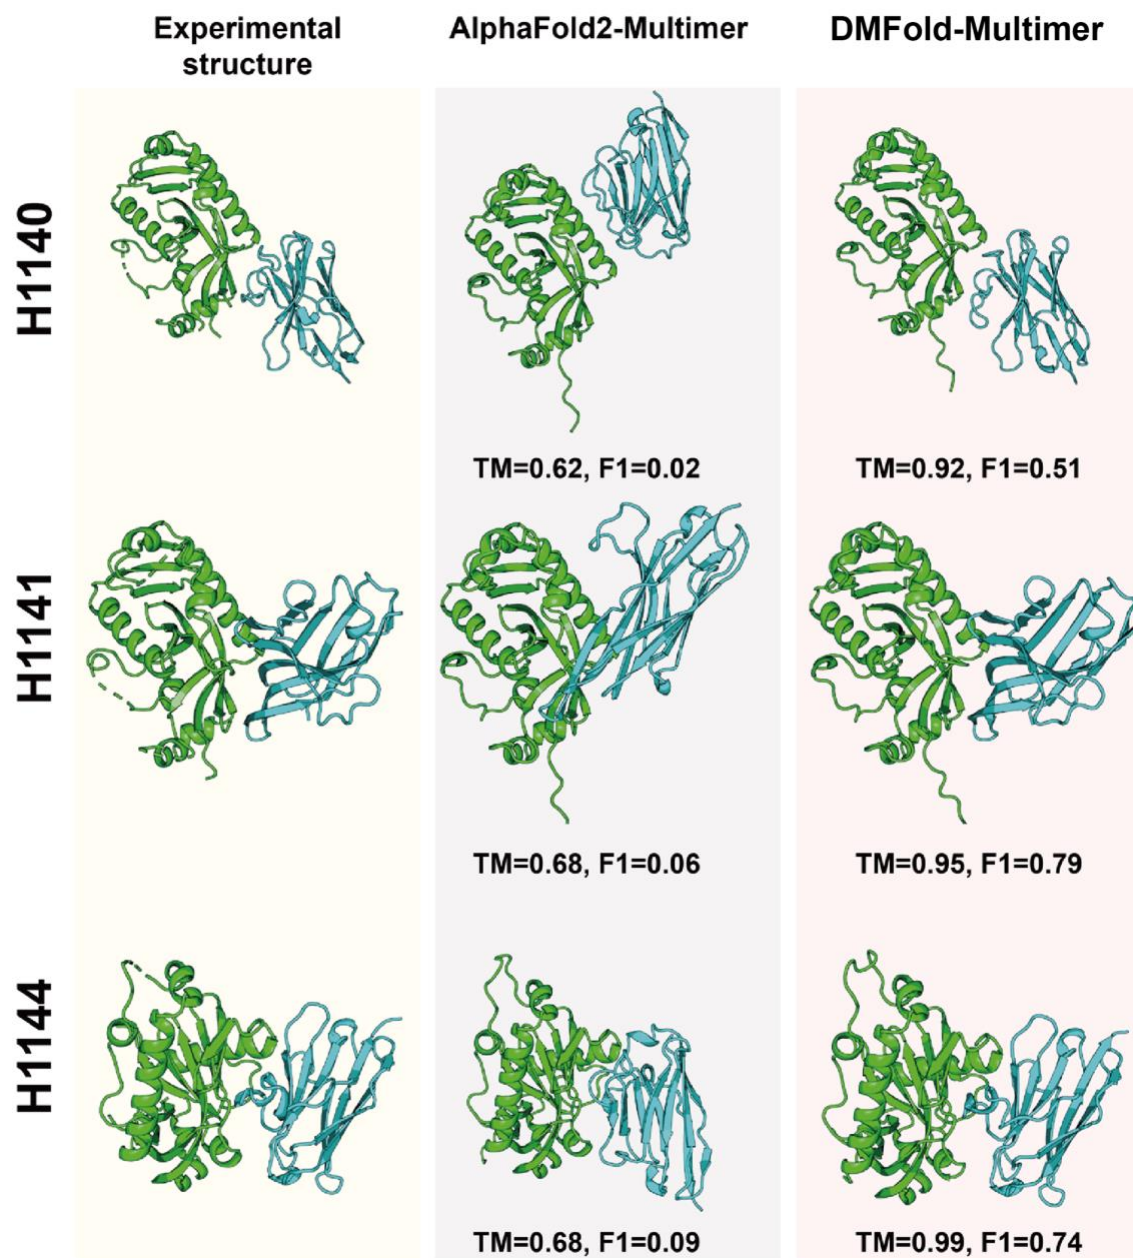 Experimental
structure
AlphaFold2-Multimer
DMFold-Multimer
H1140
TM=0.62, F1=0.02
TM=0.92, F1=0.51
H1141
TM=0.68, F1=0.06
TM=0.95, F1=0.79
H1144
TM=0.68, F1=0.09
TM=0.99, F1=0.74